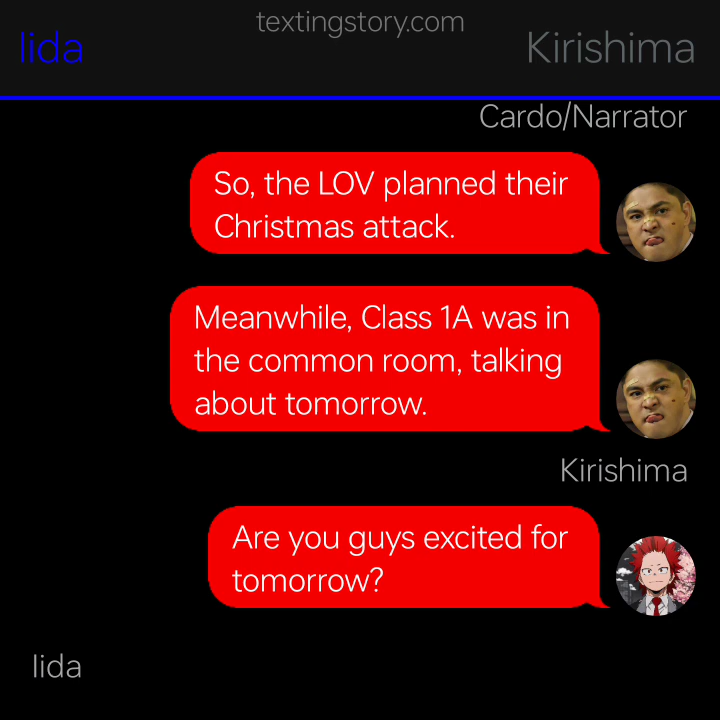 textingstory.com
Iida
Kirishima
Cardo/Narrator
So, the LOV planned their
Christmas attack.
Meanwhile, Class 1A was in
the common room, talking
about tomorrow.
Kirishima
Are you guys excited for
tomorrow?
Iida